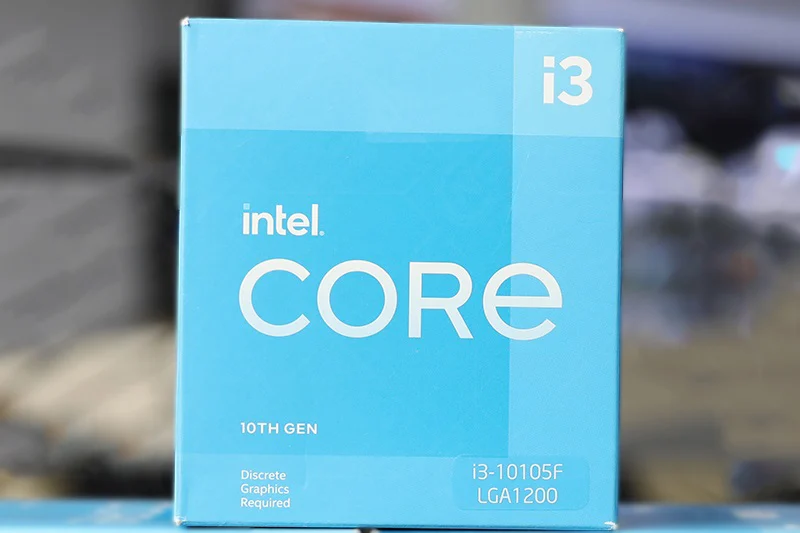 i3
intel.
CORE
10TH GEN
Discrete
Graphics
Required
i3-10105F
LGA1200